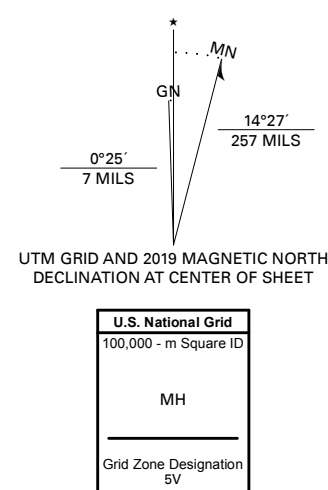 ★
MN
GN
14°27´
257 MILS
0°25´
7 MILS
UTM GRID AND 2019 MAGNETIC NORTH
DECLINATION AT CENTER OF SHEET
U.S. National Grid
100,000 - m Square ID
MH
Grid Zone Designation
5V